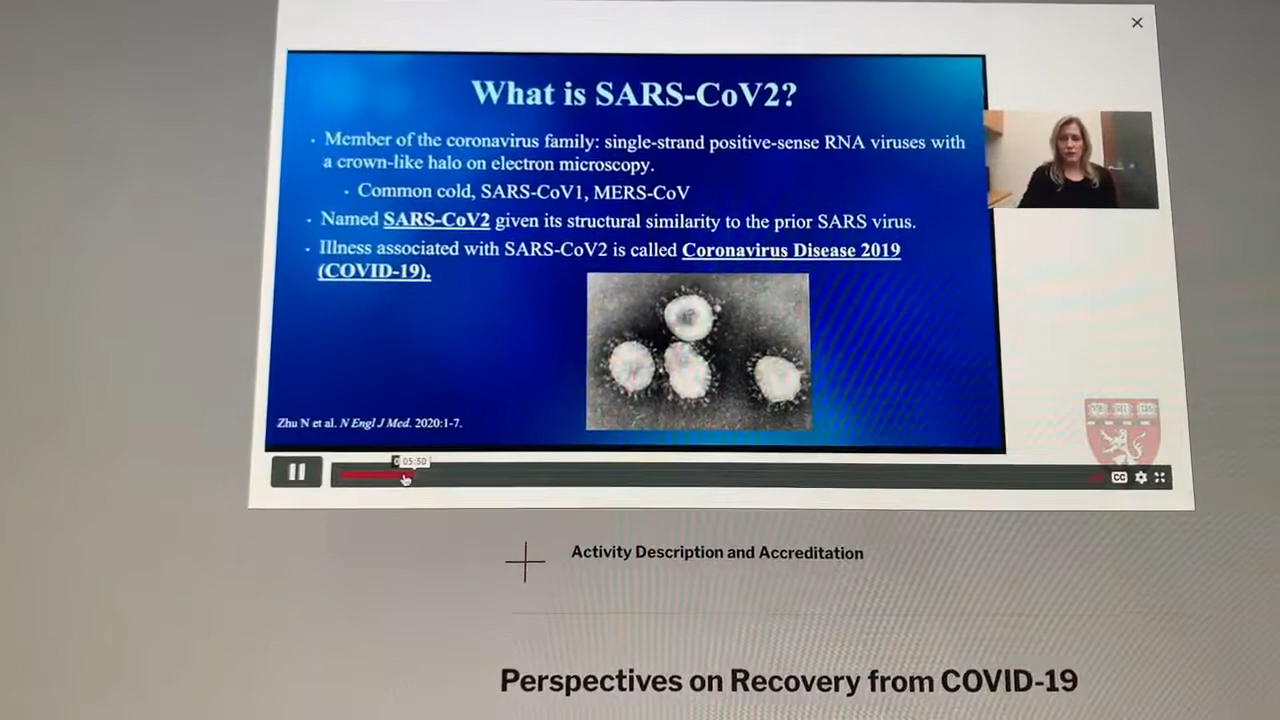 What is SARS-CoV2?
· Member of the coronavirus family: single-strand positive-sense RNA viruses with
a crown-like halo on electron microscopy.
· Common cold, SARS-CoV1, MERS-CoV
· Named SARS-CoV2 given its structural similarity to the prior SARS virus.
· Illness associated with SARS-CoV2 is called Coronavirus Disease 2019
(COVID-19).
Zhu N et al. N Engl J Med. 2020:1-7.
05:50
CC
Activity Description and Accreditation
Perspectives on Recovery from COVID-19